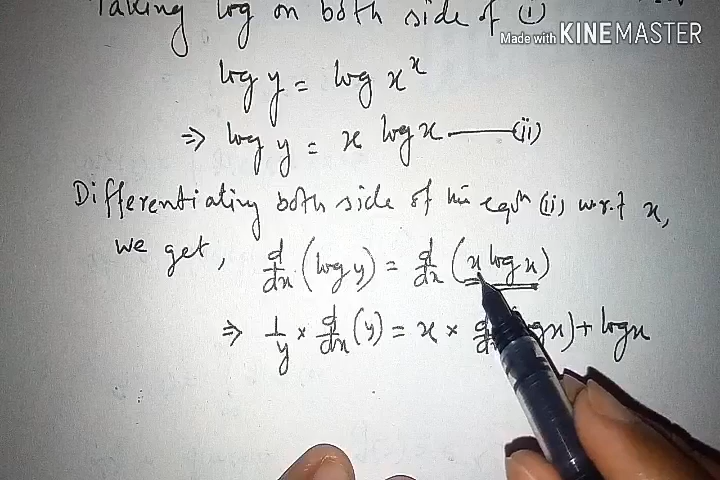 Taking log on both side of (i)
Made with KINEMASTER
log y = log x^x
⇒ log y = x log x —— (ii)
Differentiating both side of the eqn (ii) w.r.t x,
we get, d/dx (log y) = d/dx (x log x)
⇒ 1/y × d/dx (y) = x × + log x